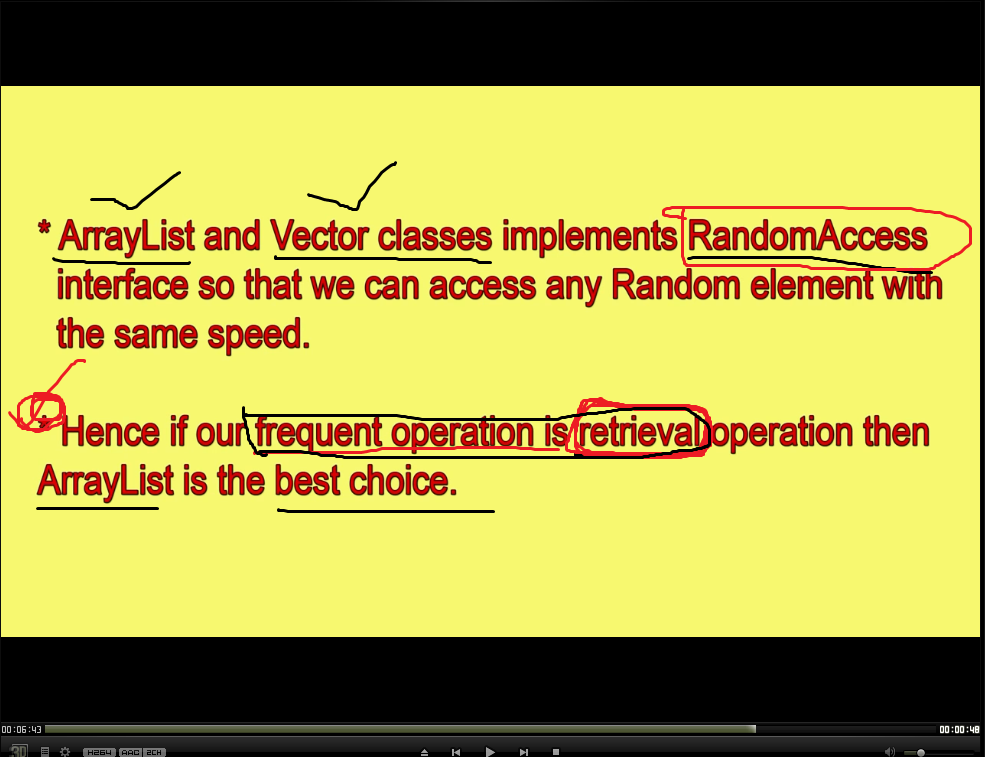 * ArrayList and Vector classes implements RandomAccess
interface so that we can access any Random element with
the same speed.
* Hence if our frequent operation is retrieval operation then
ArrayList is the best choice.
00:06:43 00:00:48
3D H264 AAC 2CH